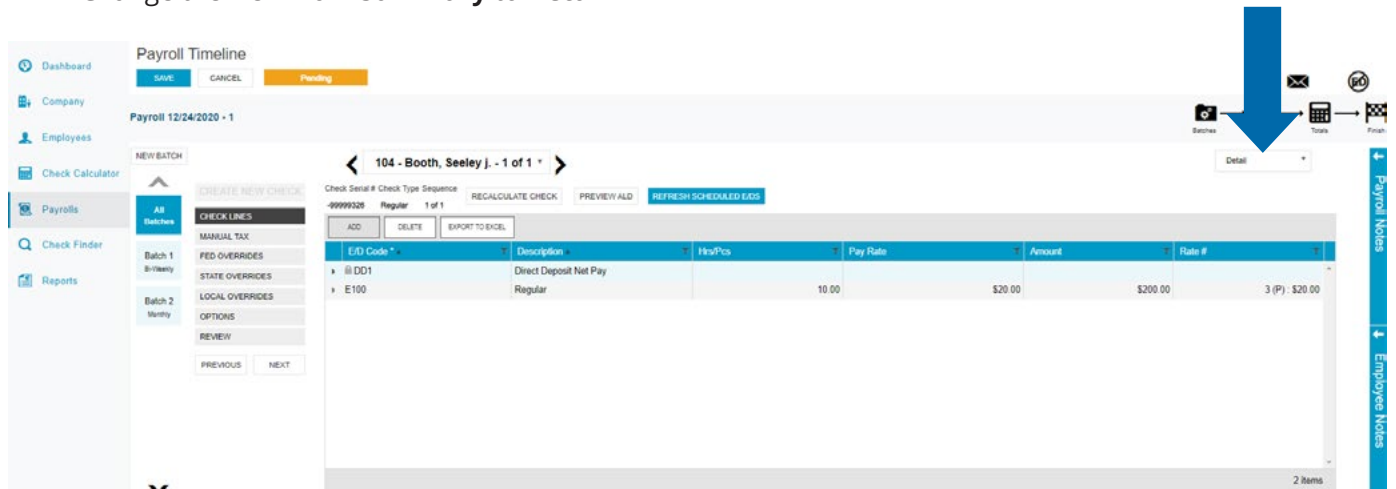 Payroll Timeline
Dashboard
SAVE CANCEL Pending
Company
Payroll 12/24/2020 - 1
Batches Totals Finish
Employees
NEW BATCH
104 - Booth, Seeley j. - 1 of 1
Detail
Check Calculator
CREATE NEW CHECK
Check Serial # Check Type Sequence
-99999326 Regular 1 of 1
RECALCULATE CHECK PREVIEW ALD REFRESH SCHEDULED E/DS
Payrolls
All Batches
CHECK LINES
ADD DELETE EXPORT TO EXCEL
MANUAL TAX
Check Finder
E/D Code * Description Hrs/Pcs Pay Rate Amount Rate #
Batch 1
Bi-Weekly
FED OVERRIDES
DD1 Direct Deposit Net Pay
STATE OVERRIDES
Reports
E100 Regular 10.00 $20.00 $200.00 3 (P) : $20.00
Batch 2
Monthly
LOCAL OVERRIDES
OPTIONS
REVIEW
PREVIOUS NEXT
Payroll Notes
Employee Notes
2 items